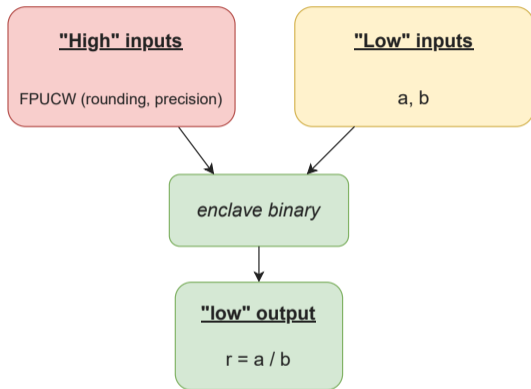 "High" inputs
FPUCW (rounding, precision)
"Low" inputs
a, b
enclave binary
"low" output
r = a / b